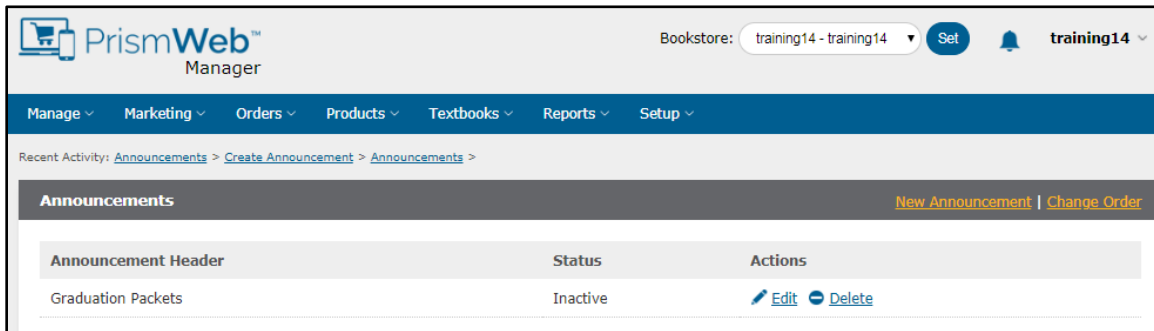 PrismWeb™
Manager
Bookstore: training14 - training14 Set training14
Manage Marketing Orders Products Textbooks Reports Setup
Recent Activity: Announcements > Create Announcement > Announcements >
Announcements New Announcement | Change Order
Announcement Header Status Actions
Graduation Packets Inactive Edit Delete